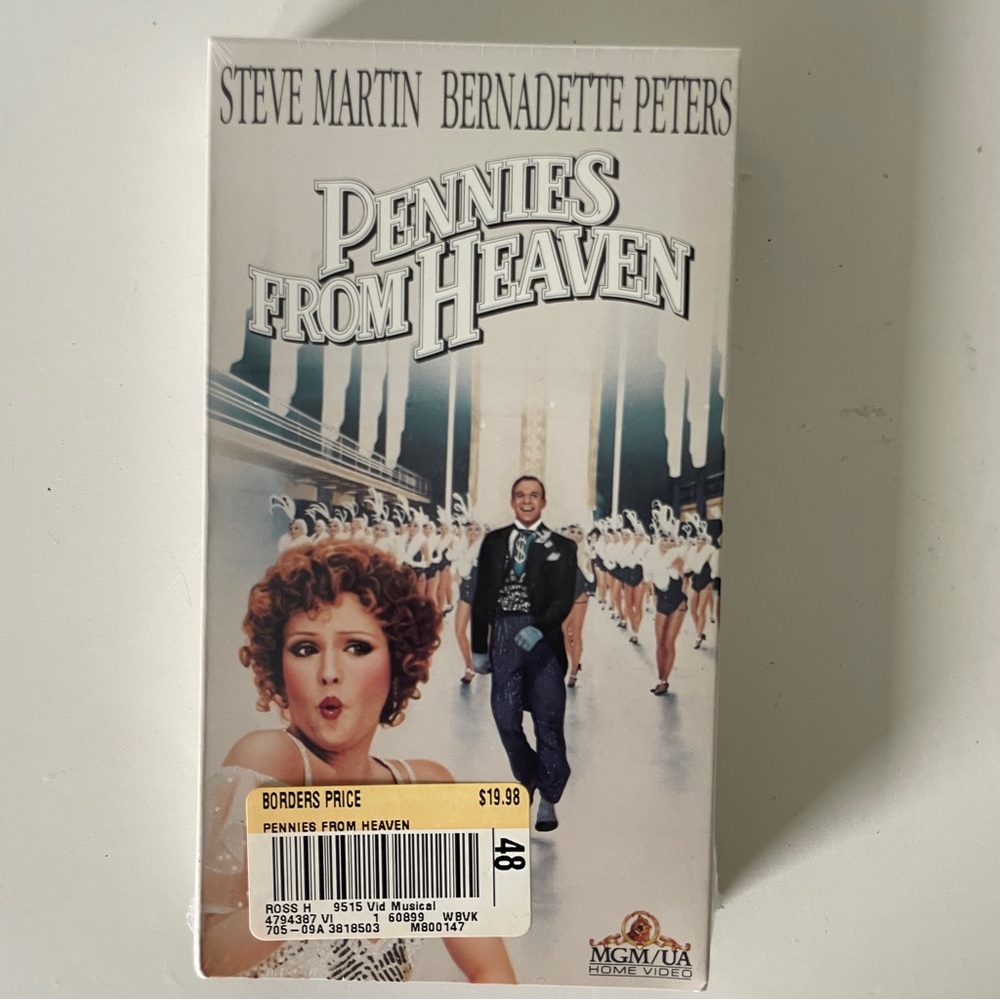 STEVE MARTIN BERNADETTE PETERS
PENNIES
FROM HEAVEN
BORDERS PRICE $19.98
PENNIES FROM HEAVEN
48
ROSS H 9515 Vid Musical
4794387 VI 1 60899 WBVK
705-09A 3818503 M800147
MGM/UA
HOME VIDEO